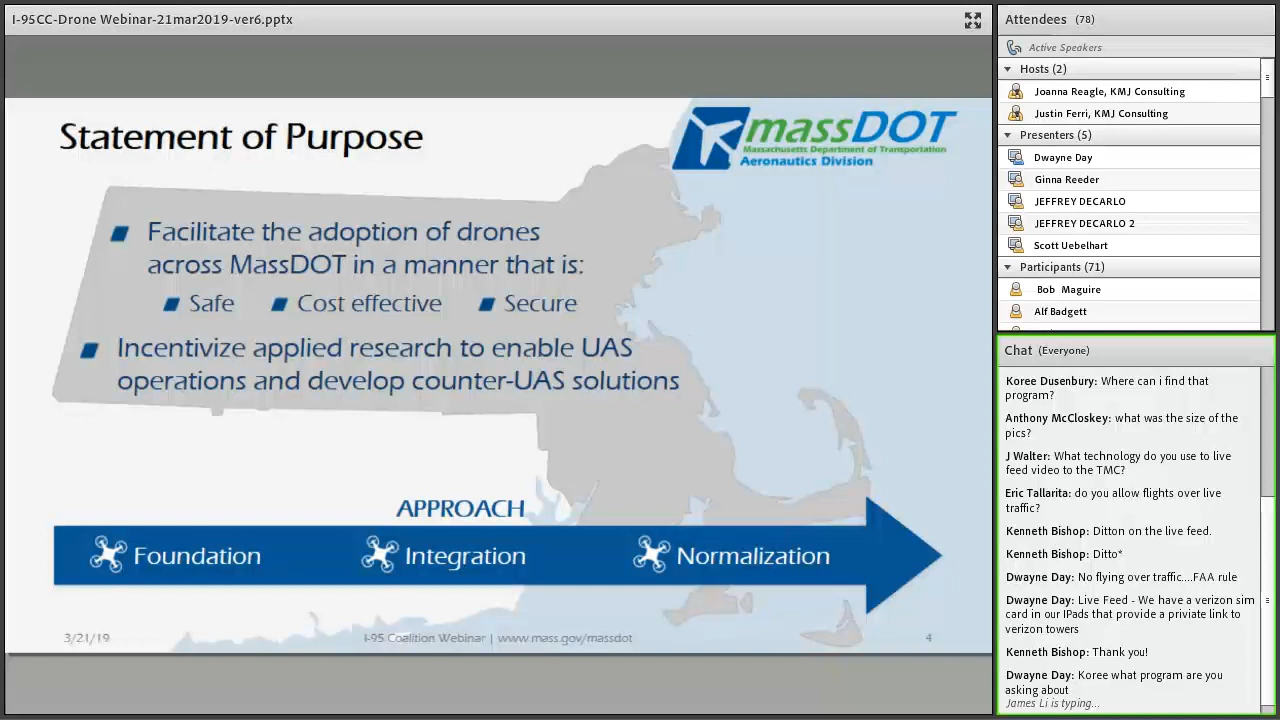 I-95CC-Drone Webinar-21mar2019-ver6.pptx
Statement of Purpose
massDOT
Massachusetts Department of Transportation
Aeronautics Division
Facilitate the adoption of drones
across MassDOT in a manner that is:
Safe Cost effective Secure
Incentivize applied research to enable UAS
operations and develop counter-UAS solutions
APPROACH
Foundation Integration Normalization
3/21/19 I-95 Coalition Webinar | www.mass.gov/massdot 4
Attendees (78)
Active Speakers
Hosts (2)
Joanna Reagle, KMJ Consulting
Justin Ferri, KMJ Consulting
Presenters (5)
Dwayne Day
Ginna Reeder
JEFFREY DECARLO
JEFFREY DECARLO 2
Scott Uebelhart
Participants (71)
Bob Maguire
Alf Badgett
Chat (Everyone)
Koree Dusenbury: Where can i find that
program?
Anthony McCloskey: what was the size of the
pics?
J Walter: What technology do you use to live
feed video to the TMC?
Eric Tallarita: do you allow flights over live
traffic?
Kenneth Bishop: Ditton on the live feed.
Kenneth Bishop: Ditto*
Dwayne Day: No flying over traffic....FAA rule
Dwayne Day: Live Feed - We have a verizon sim
card in our IPads that provide a priviate link to
verizon towers
Kenneth Bishop: Thank you!
Dwayne Day: Koree what program are you
asking about
James Li is typing...